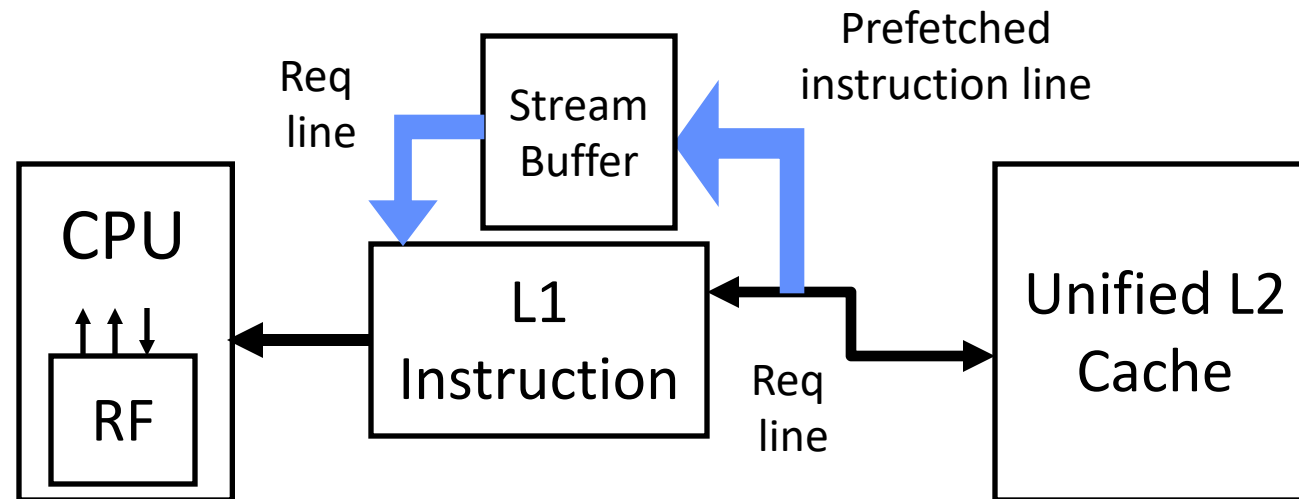 Prefetched
instruction line
Req
line
Stream
Buffer
CPU
RF
L1
Instruction
Req
line
Unified L2
Cache